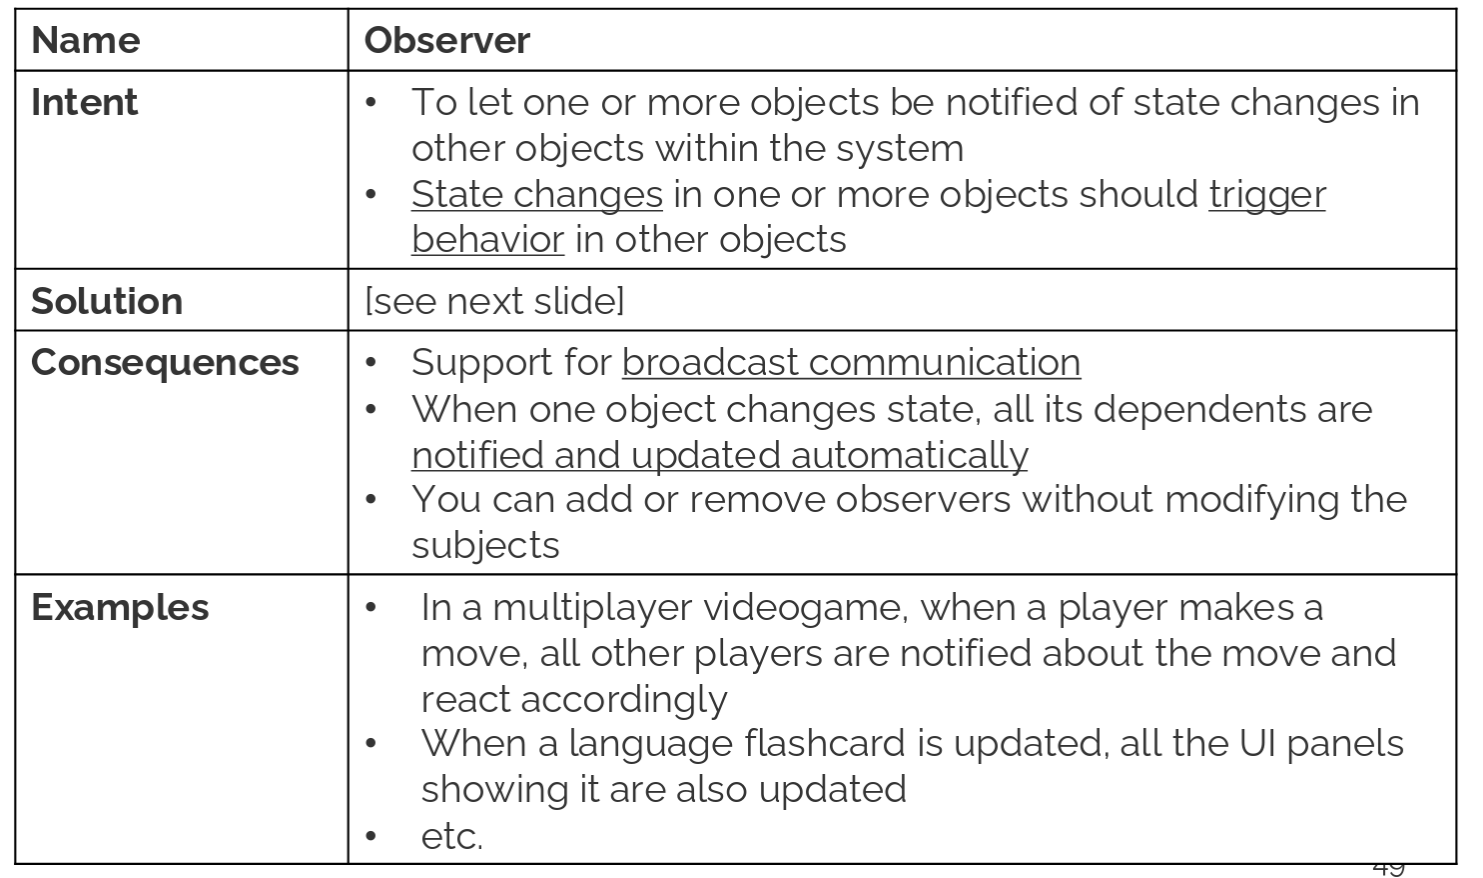 Name Observer
Intent • To let one or more objects be notified of state changes in
other objects within the system
• State changes in one or more objects should trigger
behavior in other objects
Solution [see next slide]
Consequences • Support for broadcast communication
• When one object changes state, all its dependents are
notified and updated automatically
• You can add or remove observers without modifying the
subjects
Examples • In a multiplayer videogame, when a player makes a
move, all other players are notified about the move and
react accordingly
• When a language flashcard is updated, all the UI panels
showing it are also updated
• etc.
49